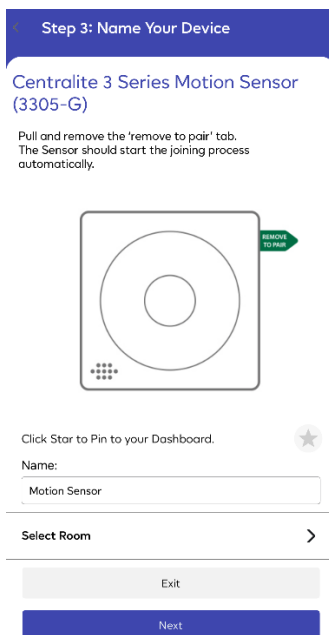 Step 3: Name Your Device
Centralite 3 Series Motion Sensor
(3305-G)
Pull and remove the 'remove to pair' tab.
The Sensor should start the joining process
automatically.
REMOVE
TO PAIR
Click Star to Pin to your Dashboard.
Name:
Motion Sensor
Select Room
Exit
Next